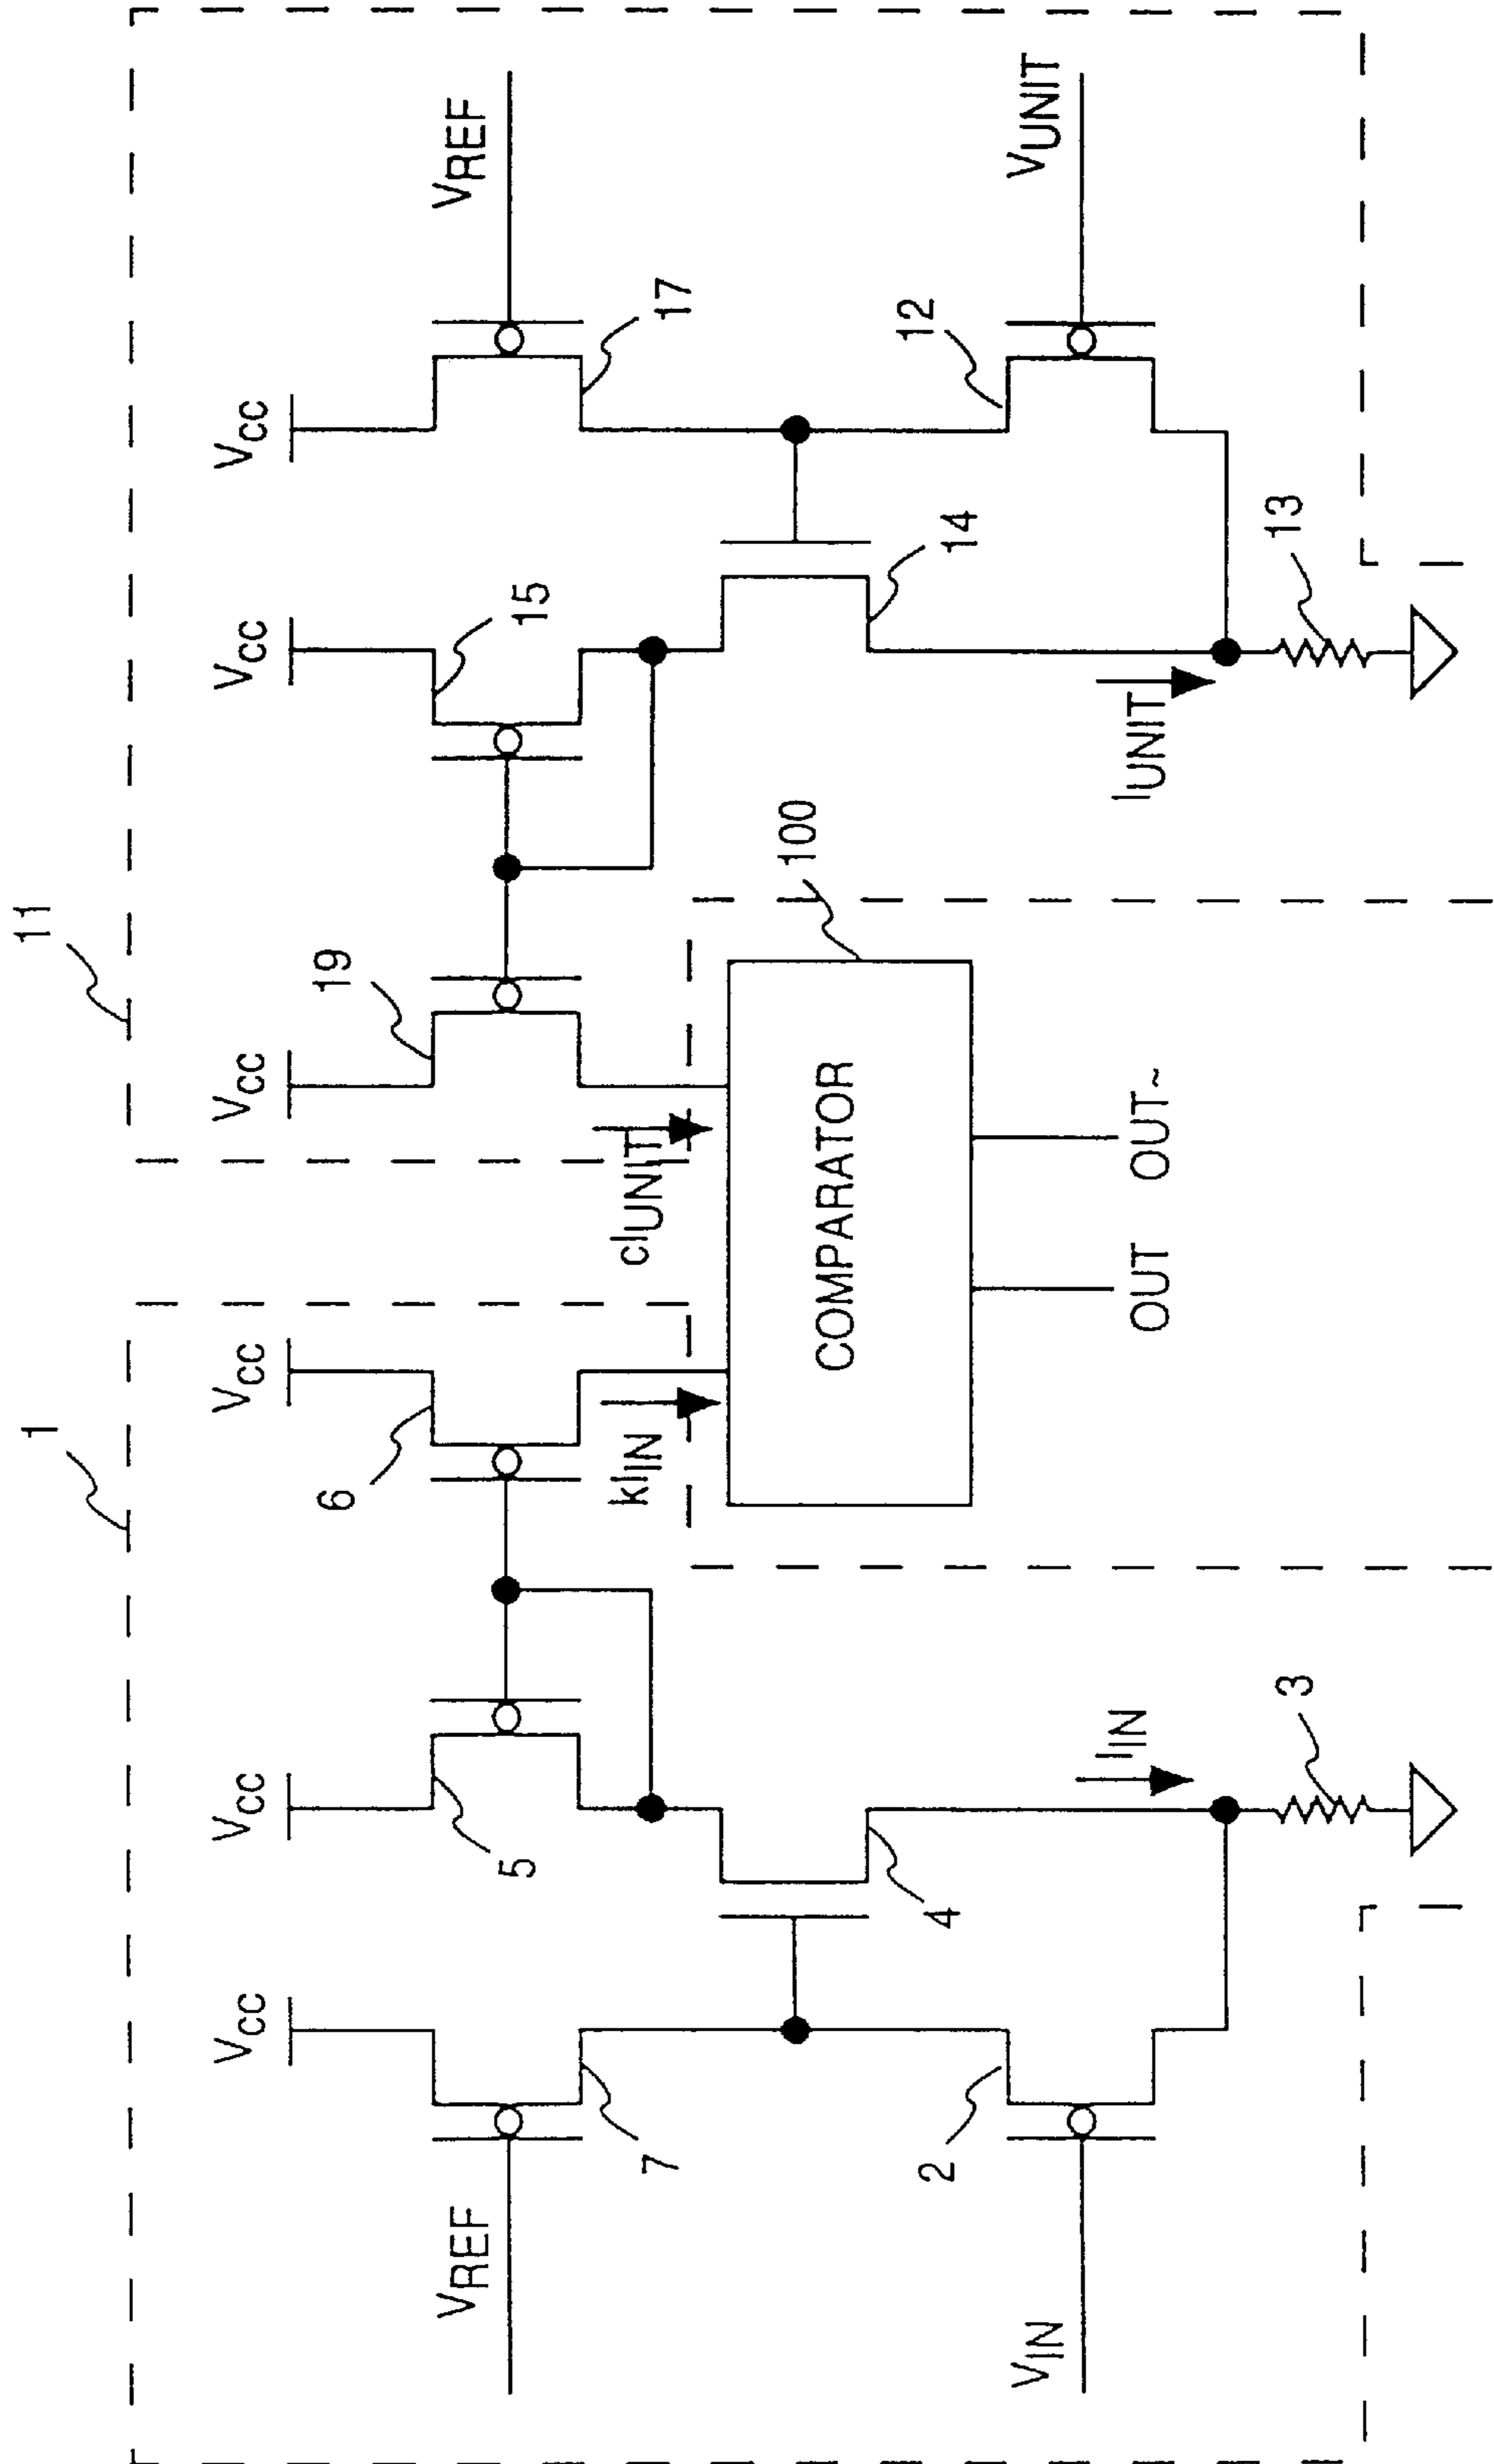 11
1
VCC
VCC
VCC
VCC
VCC
VCC
VREF
7
5
6
19
15
17
VREF
kIIN
cIUNIT
2
4
14
12
COMPARATOR
100
VIN
IIN
IUNIT
VUNIT
3
13
OUT
OUT~